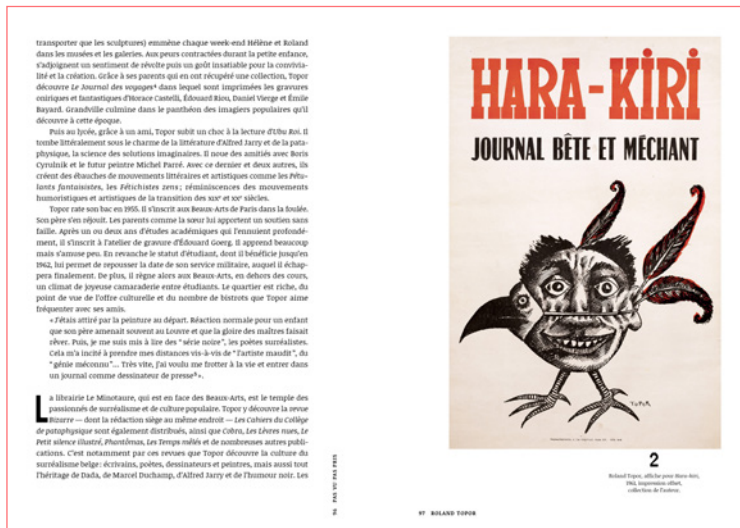 transporter que les sculptures) emmène chaque week-end Hélène et Roland
dans les musées et les galeries. Aux peurs contractées durant la petite enfance,
s'adjoignent un sentiment de révolte puis un goût insatiable pour la convivia-
lité et la création. Grâce à ses parents qui en ont récupéré une collection, Topor
découvre Le Journal des voyages⁴ dans lequel sont imprimées les gravures
oniriques et fantastiques d'Horace Castelli, Édouard Riou, Daniel Vierge et Émile
Bayard. Grandville culmine dans le panthéon des imagiers populaires qu'il
découvre à cette époque.
Puis au lycée, grâce à un ami, Topor subit un choc à la lecture d'Ubu Roi. Il
tombe littéralement sous le charme de la littérature d'Alfred Jarry et de la pata-
physique, la science des solutions imaginaires. Il noue des amitiés avec Boris
Cyrulnik et le futur peintre Michel Parré. Avec ce dernier et deux autres, ils
créent des ébauches de mouvements littéraires et artistiques comme les Pétu-
lants fantaisistes, les Fétichistes zens ; réminiscences des mouvements
humoristiques et artistiques de la transition des XIXᵉ et XXᵉ siècles.
Topor rate son bac en 1955. Il s'inscrit aux Beaux-Arts de Paris dans la foulée.
Son père s'en réjouit. Les parents comme la sœur lui apportent un soutien sans
faille. Après un ou deux ans d'études académiques qui l'ennuient profondé-
ment, il s'inscrit à l'atelier de gravure d'Édouard Goerg. Il apprend beaucoup
mais s'amuse peu. En revanche le statut d'étudiant, dont il bénéficie jusqu'en
1962, lui permet de repousser la date de son service militaire, auquel il échap-
pera finalement. De plus, il règne alors aux Beaux-Arts, en dehors des cours,
un climat de joyeuse camaraderie entre étudiants. Le quartier est riche, du
point de vue de l'offre culturelle et du nombre de bistrots que Topor aime
fréquenter avec ses amis.
« J'étais attiré par la peinture au départ. Réaction normale pour un enfant
que son père amenait souvent au Louvre et que la gloire des maîtres faisait
rêver. Puis, je me suis mis à lire des “série noire”, les poètes surréalistes.
Cela m'a incité à prendre mes distances vis-à-vis de “l'artiste maudit”, du
“génie méconnu”... Très vite, j'ai voulu me frotter à la vie et entrer dans
un journal comme dessinateur de presse⁵ ».
La librairie Le Minotaure, qui est en face des Beaux-Arts, est le temple des
passionnés de surréalisme et de culture populaire. Topor y découvre la revue
Bizarre — dont la rédaction siège au même endroit — Les Cahiers du Collège
de pataphysique sont également distribués, ainsi que Cobra, Les Lèvres nues, Le
Petit silence illustré, Phantômas, Les Temps mêlés et de nombreuses autres publi-
cations. C'est notamment par ces revues que Topor découvre la culture du
surréalisme belge : écrivains, poètes, dessinateurs et peintres, mais aussi tout
l'héritage de Dada, de Marcel Duchamp, d'Alfred Jarry et de l'humour noir. Les
96 PAS VU PAS PRIS
HARA-KIRI
JOURNAL BÊTE ET MÉCHANT
TOPOR
2
Roland Topor, affiche pour Hara-Kiri,
1961, impression offset,
collection de l'auteur.
97 ROLAND TOPOR